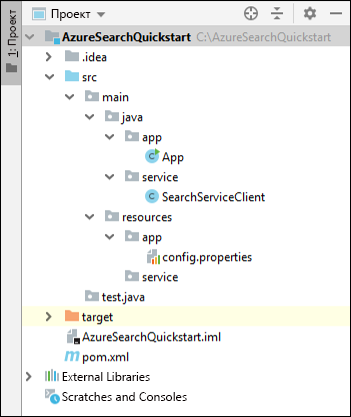 1: Проект
Проект
AzureSearchQuickstart C:\AzureSearchQuickstart
.idea
src
main
java
app
App
service
SearchServiceClient
resources
app
config.properties
service
test.java
target
AzureSearchQuickstart.iml
pom.xml
External Libraries
Scratches and Consoles